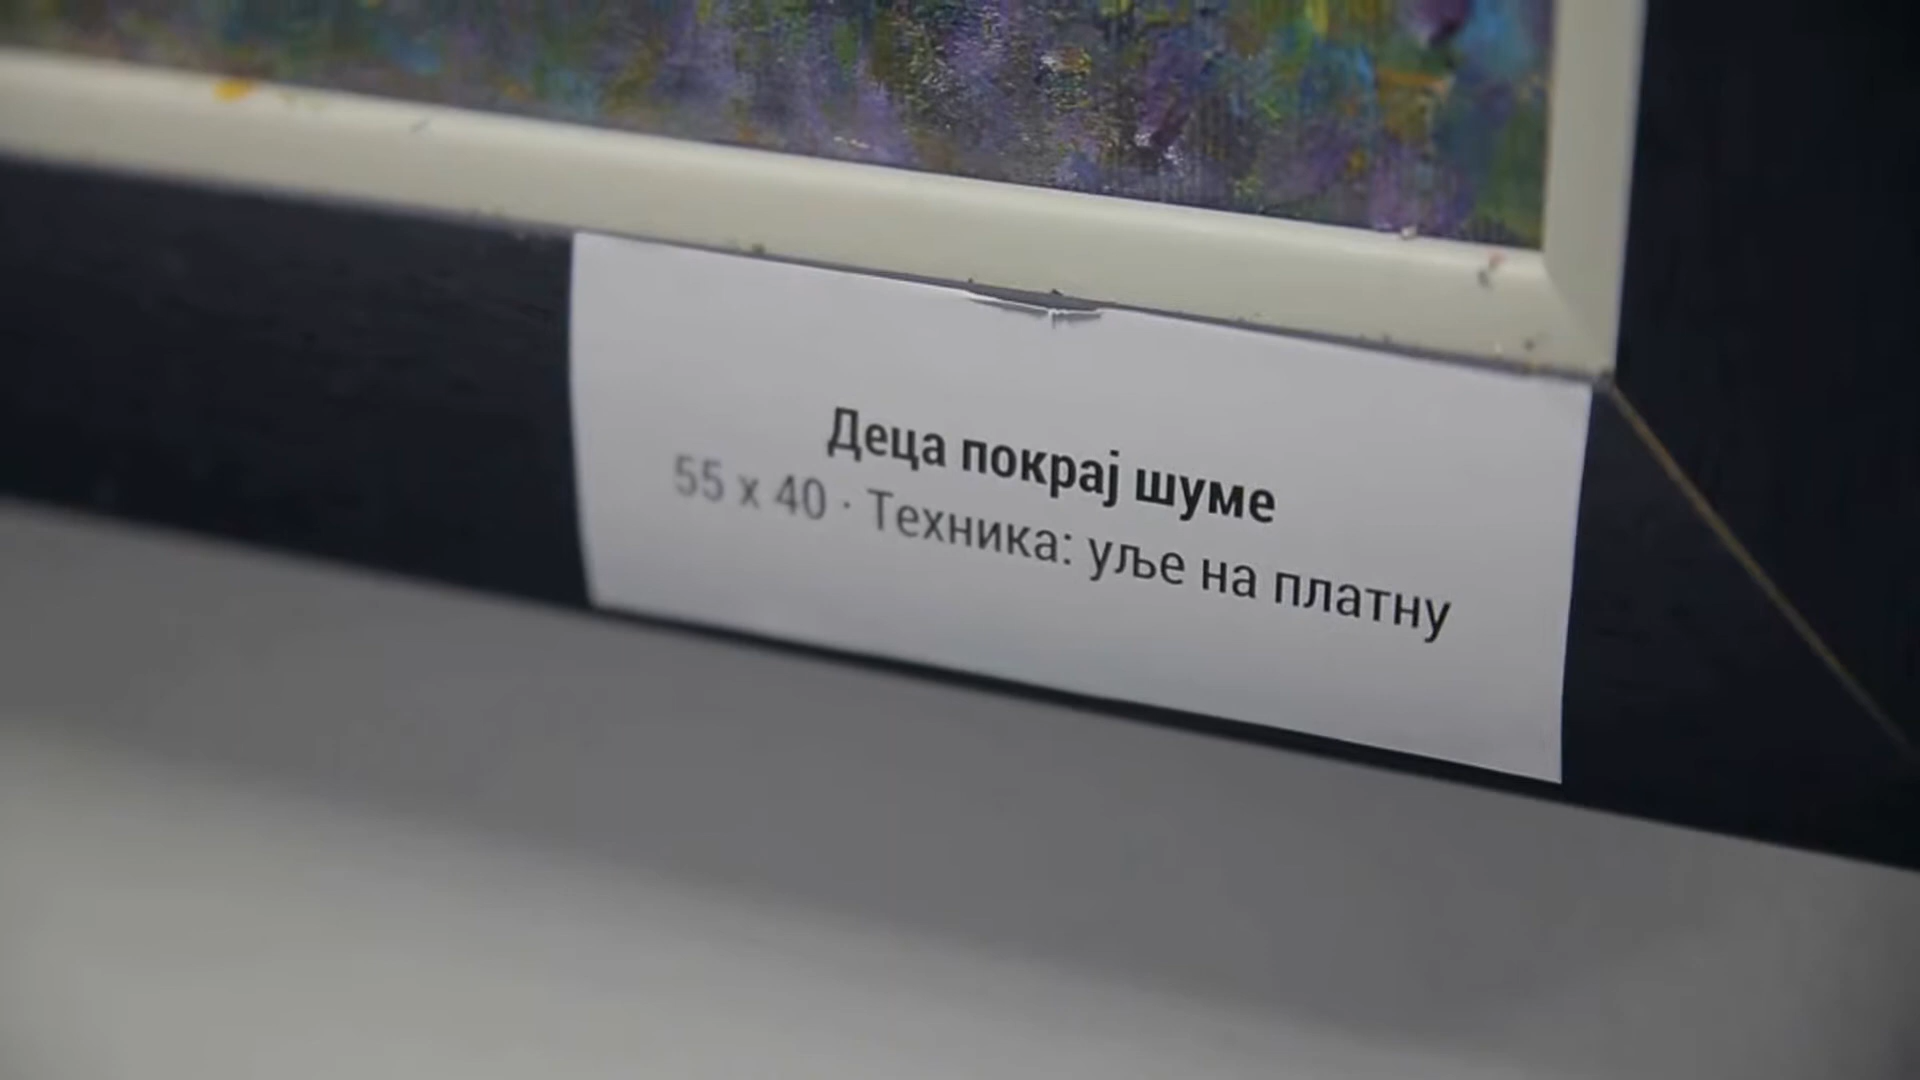 Деца покрај шуме
55 x 40 · Техника: уље на платну